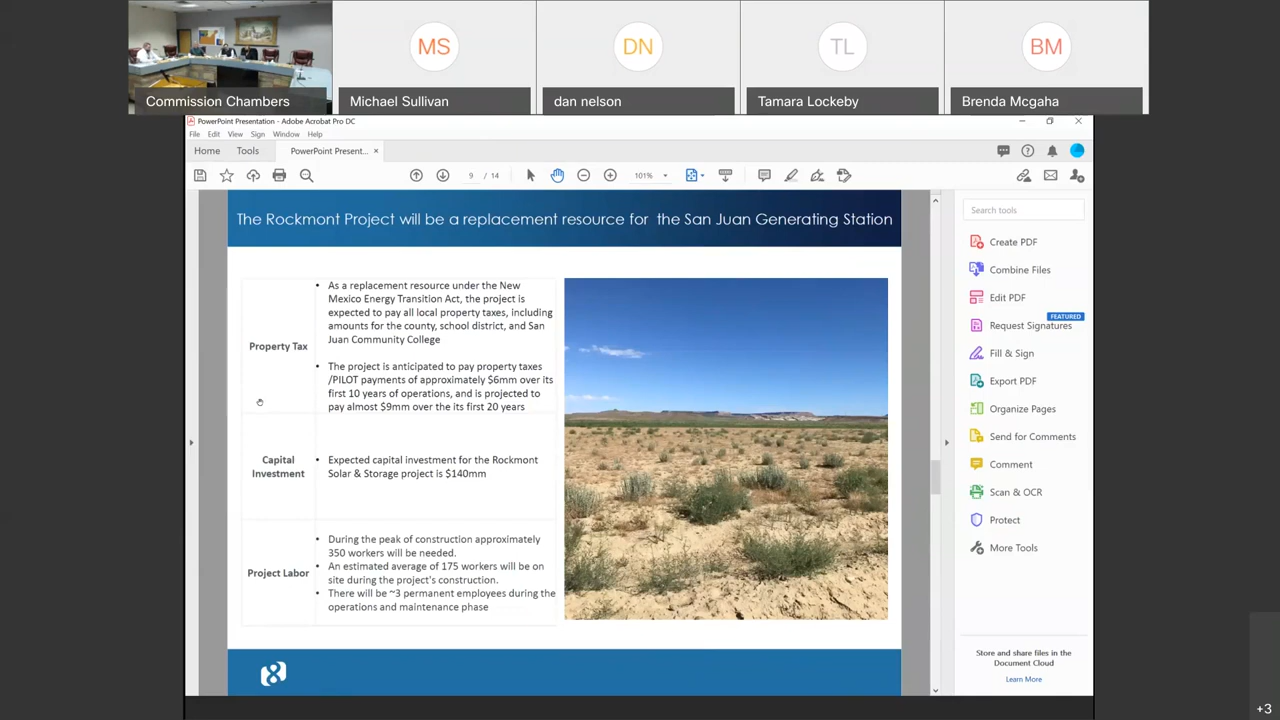 MS
DN
TL
BM
Commission Chambers
Michael Sullivan
dan nelson
Tamara Lockeby
Brenda Mcgaha
PowerPoint Presentation - Adobe Acrobat Pro DC
File Edit View Sign Window Help
Home Tools PowerPoint Present... ×
9 / 14
101%
The Rockmont Project will be a replacement resource for the San Juan Generating Station
Property Tax
• As a replacement resource under the New
Mexico Energy Transition Act, the project is
expected to pay all local property taxes, including
amounts for the county, school district, and San
Juan Community College
• The project is anticipated to pay property taxes
/PILOT payments of approximately $6mm over its
first 10 years of operations, and is projected to
pay almost $9mm over the its first 20 years
Capital
Investment
• Expected capital investment for the Rockmont
Solar & Storage project is $140mm
Project Labor
• During the peak of construction approximately
350 workers will be needed.
• An estimated average of 175 workers will be on
site during the project's construction.
• There will be ~3 permanent employees during the
operations and maintenance phase
8
Search tools
Create PDF
Combine Files
Edit PDF
FEATURED
Request Signatures
Fill & Sign
Export PDF
Organize Pages
Send for Comments
Comment
Scan & OCR
Protect
More Tools
Store and share files in the
Document Cloud
Learn More
+3